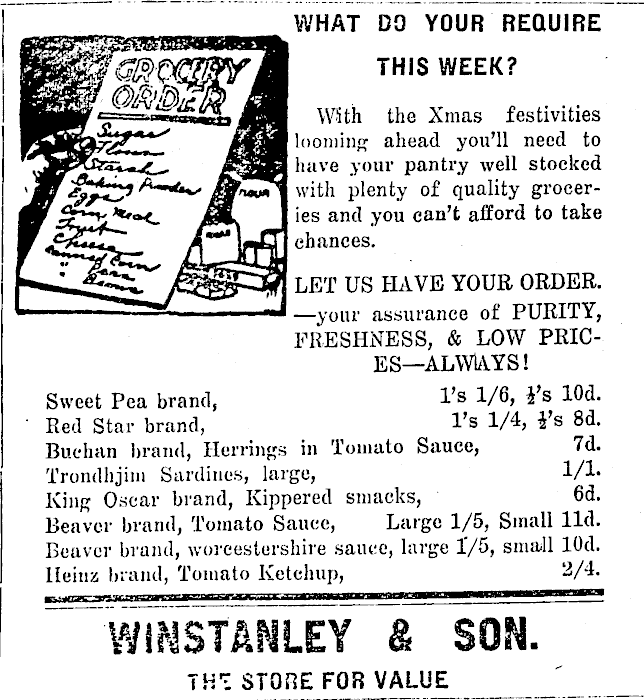 GROCERY
ORDER
Sugar
Flour
Starch
Baking Powder
Eggs
Corn Meal
Fruit
Cheese
Canned Corn
" Peas
" Beans
WHAT DO YOUR REQUIRE
THIS WEEK?
With the Xmas festivities
looming ahead you'll need to
have your pantry well stocked
with plenty of quality grocer-
ies and you can't afford to take
chances.
LET US HAVE YOUR ORDER.
—your assurance of PURITY,
FRESHNESS, & LOW PRIC-
ES—ALWAYS!
Sweet Pea brand, 1's 1/6, ½'s 10d.
Red Star brand, 1's 1/4, ½'s 8d.
Buchan brand, Herrings in Tomato Sauce, 7d.
Trondhjim Sardines, large, 1/1.
King Oscar brand, Kippered smacks, 6d.
Beaver brand, Tomato Sauce, Large 1/5, Small 11d.
Beaver brand, worcestershire sauce, large 1/5, small 10d.
Heinz brand, Tomato Ketchup, 2/4.
WINSTANLEY & SON.
THE STORE FOR VALUE